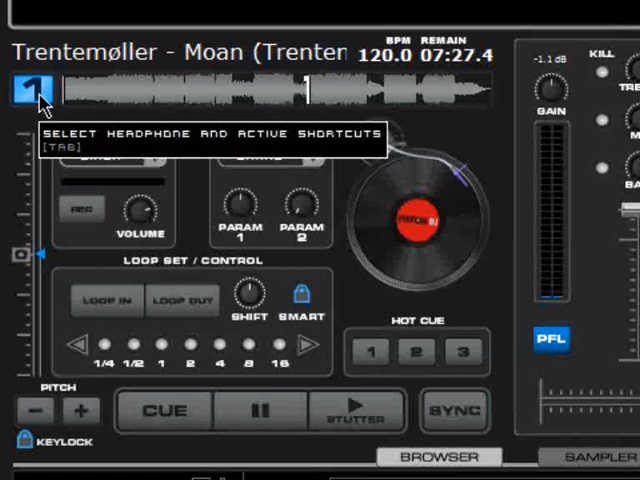 BPM REMAIN
Trentemøller - Moan (Trenter 120.0 07:27.4
1
SELECT HEADPHONE AND ACTIVE SHORTCUTS
[TAB]
-1.1 dB
KILL
GAIN
REC
VOLUME
PARAM 1
PARAM 2
LOOP SET / CONTROL
LOOP IN LOOP OUT
SHIFT SMART
1/4 1/2 1 2 4 8 16
HOT CUE
1 2 3
PFL
PITCH
- +
CUE
STUTTER
SYNC
KEYLOCK
BROWSER
SAMPLER